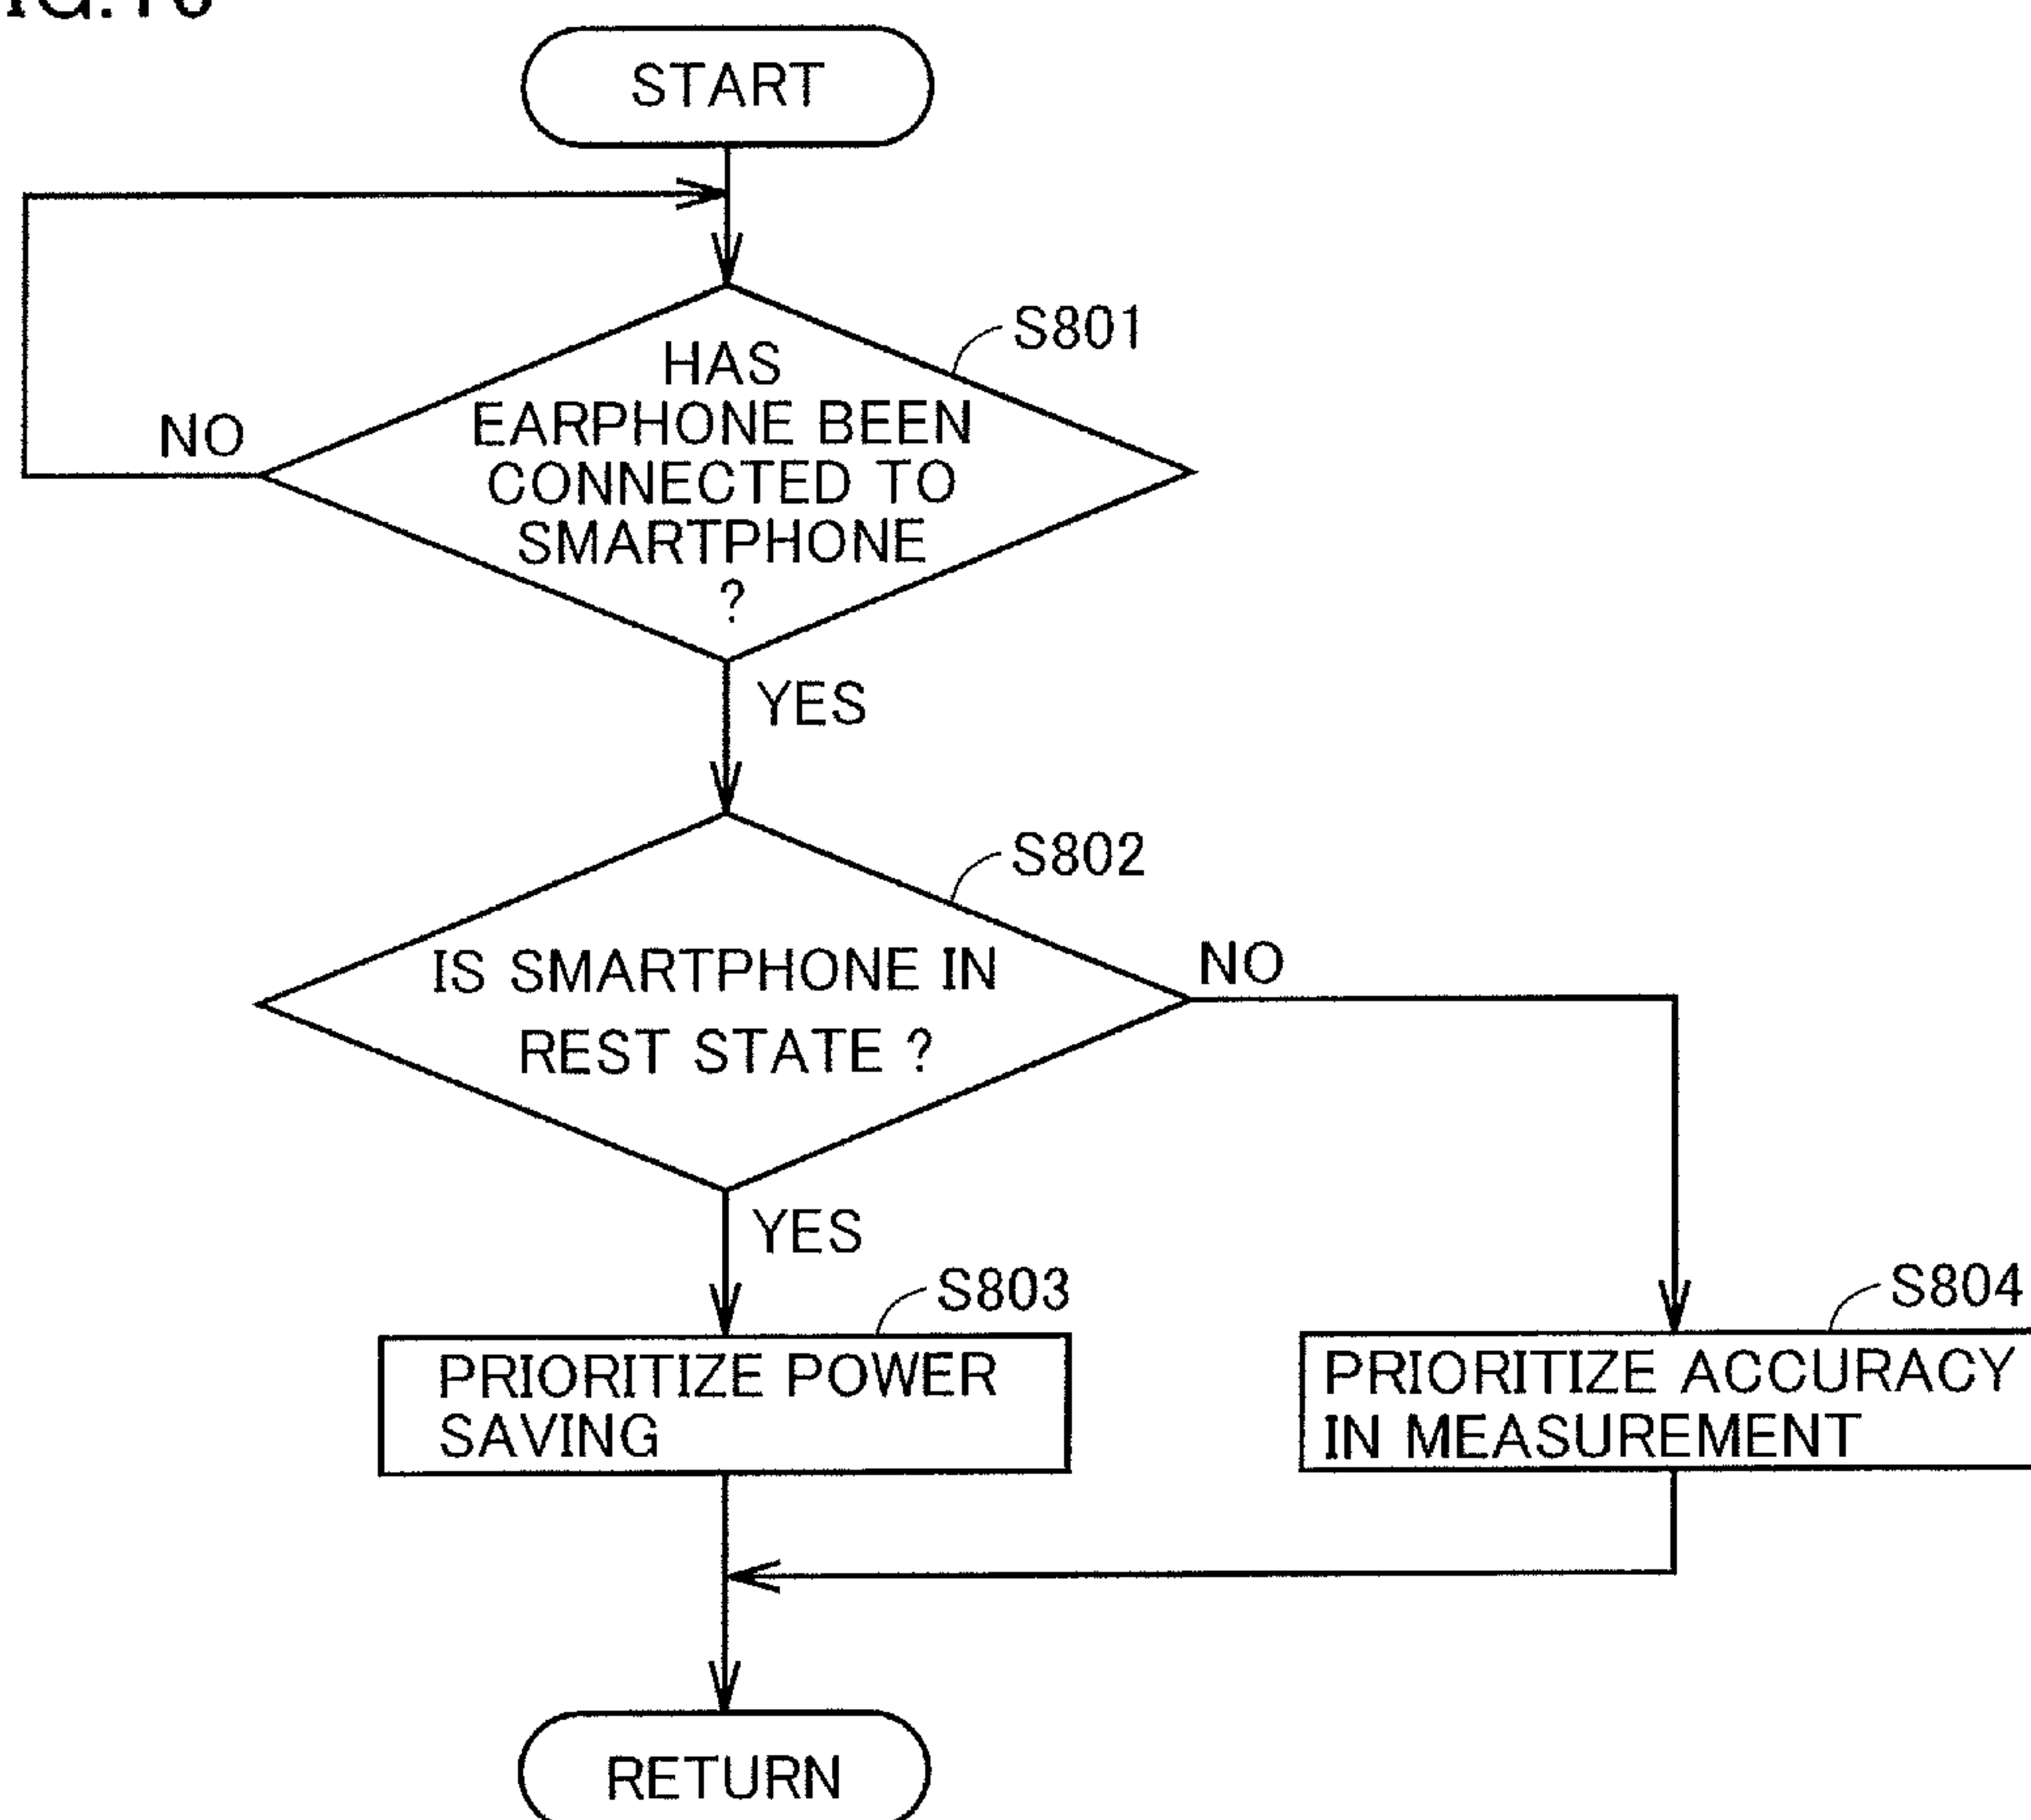 START
S801
HAS
EARPHONE BEEN
CONNECTED TO
SMARTPHONE
?
NO
YES
S802
IS SMARTPHONE IN
REST STATE ?
NO
YES
S803
PRIORITIZE POWER
SAVING
S804
PRIORITIZE ACCURACY
IN MEASUREMENT
RETURN